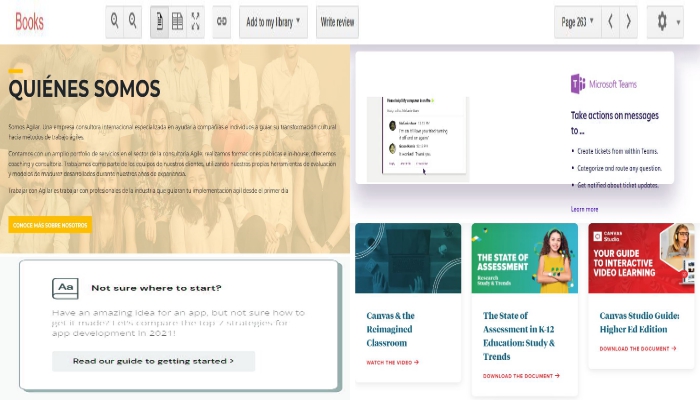 Books
Add to my library
Write review
Page 263
QUIÉNES SOMOS
Somos Agilar. Una empresa consultora internacional especializada en ayudar a compañías e individuos a guiar su transformación cultural
hacia métodos de trabajo ágiles.
Contamos con un amplio portfolio de servicios en el sector de la consultoría Agile, realizamos formaciones públicas e in-house, ofrecemos
coaching y consultoría. Trabajamos como parte de los equipos de nuestros clientes, utilizando nuestras propias herramientas de evaluación
y modelos de madurez desarrollados durante nuestros años de experiencia.
Trabajar con Agilar es trabajar con profesionales de la industria que guiarán tu implementación ágil desde el primer día
CONOCE MÁS SOBRE NOSOTROS
Microsoft Teams
Take actions on messages
to ...
Create tickets from within Teams.
Categorize and route any question.
Get notified about ticket updates.
Learn more
It worked! Thank you.
Aa
Not sure where to start?
Have an amazing idea for an app, but not sure how to
get it made? Let's compare the top 7 strategies for
app development in 2021!
Read our guide to getting started >
Canvas & the
Reimagined
Classroom
WATCH THE VIDEO →
THE STATE OF
ASSESSMENT
Research
Study & Trends
The State of
Assessment in K-12
Education: Study &
Trends
DOWNLOAD THE DOCUMENT →
CANVAS
Studio
YOUR GUIDE TO
INTERACTIVE
VIDEO LEARNING
Canvas Studio Guide:
Higher Ed Edition
DOWNLOAD THE DOCUMENT →